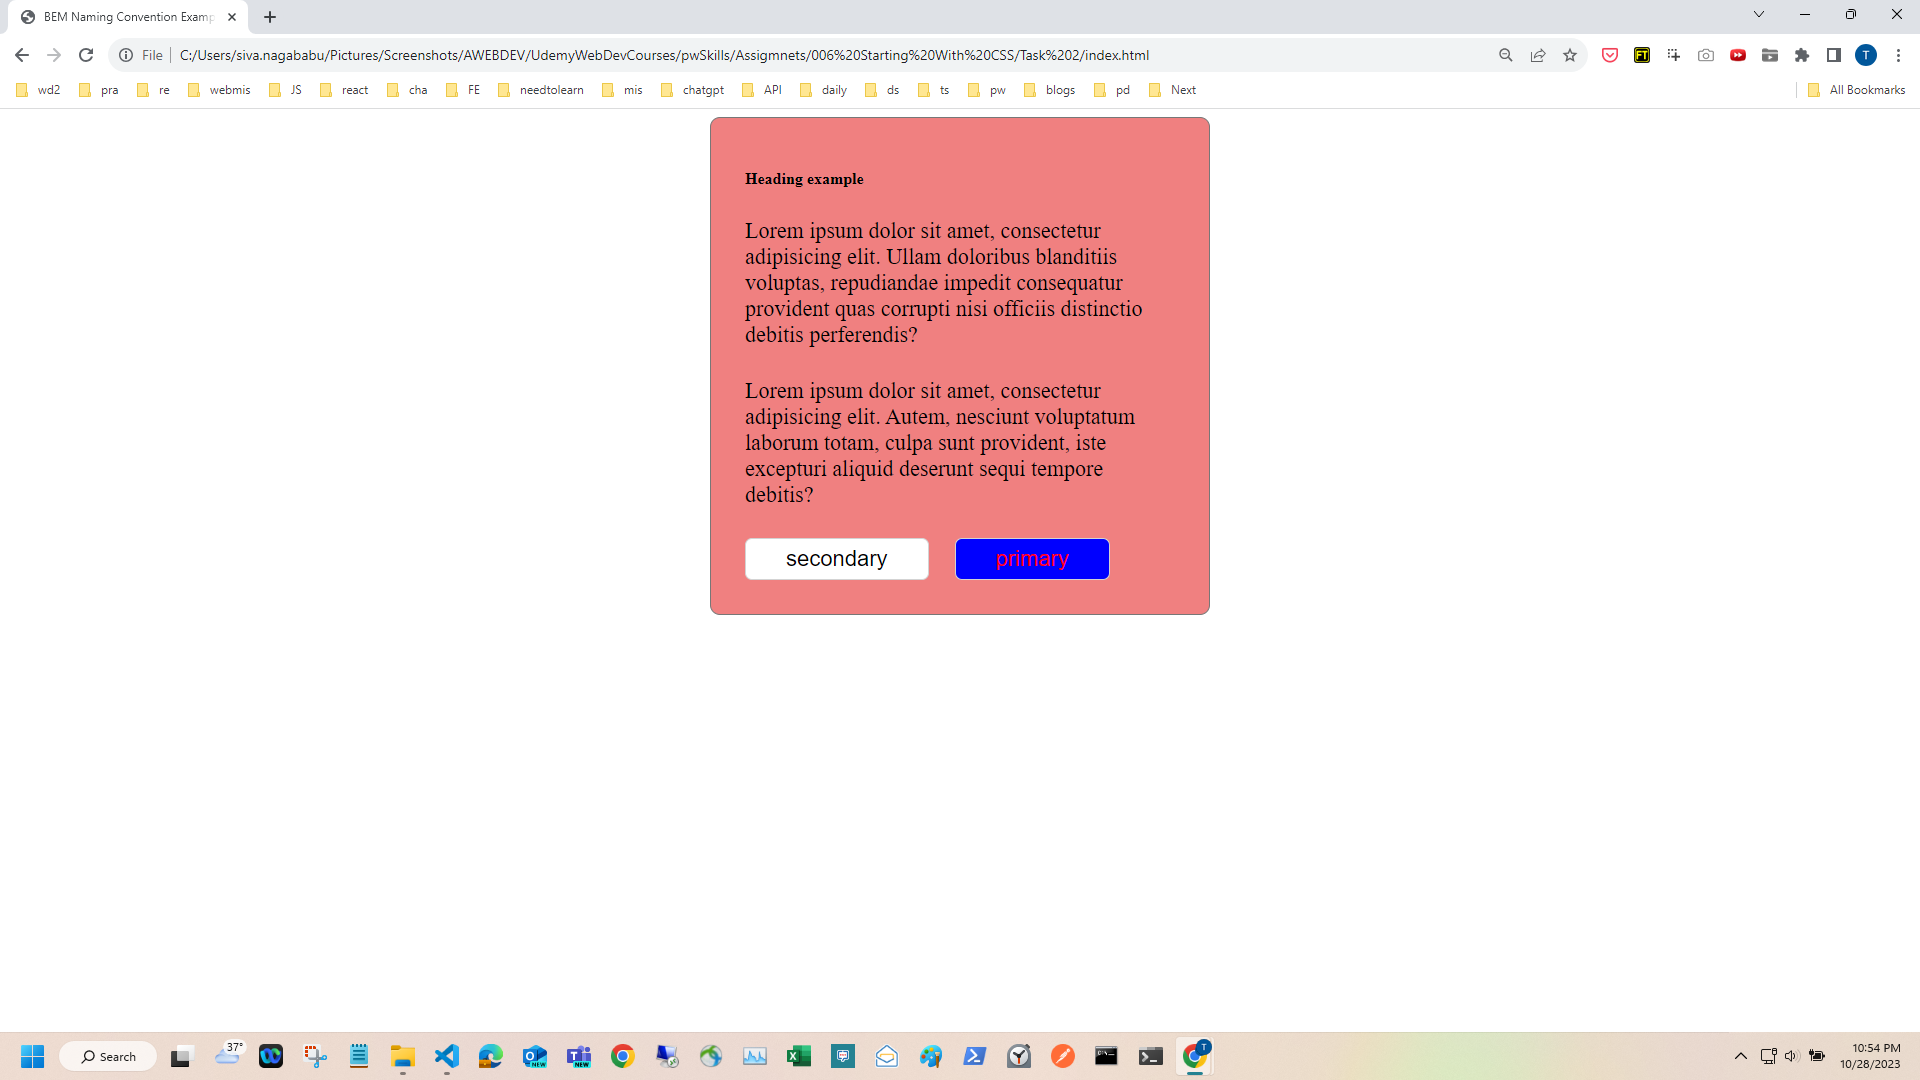 BEM Naming Convention Examp
File
C:/Users/siva.nagababu/Pictures/Screenshots/AWEBDEV/UdemyWebDevCourses/pwSkills/Assigmnets/006%20Starting%20With%20CSS/Task%202/index.html
FT
T
wd2 pra re webmis JS react cha FE needtolearn mis chatgpt API daily ds ts pw blogs pd Next All Bookmarks
Heading example
Lorem ipsum dolor sit amet, consectetur
adipisicing elit. Ullam doloribus blanditiis
voluptas, repudiandae impedit consequatur
provident quas corrupti nisi officiis distinctio
debitis perferendis?
Lorem ipsum dolor sit amet, consectetur
adipisicing elit. Autem, nesciunt voluptatum
laborum totam, culpa sunt provident, iste
excepturi aliquid deserunt sequi tempore
debitis?
secondary primary
Search
37°
NEW
NEW
T
10:54 PM
10/28/2023